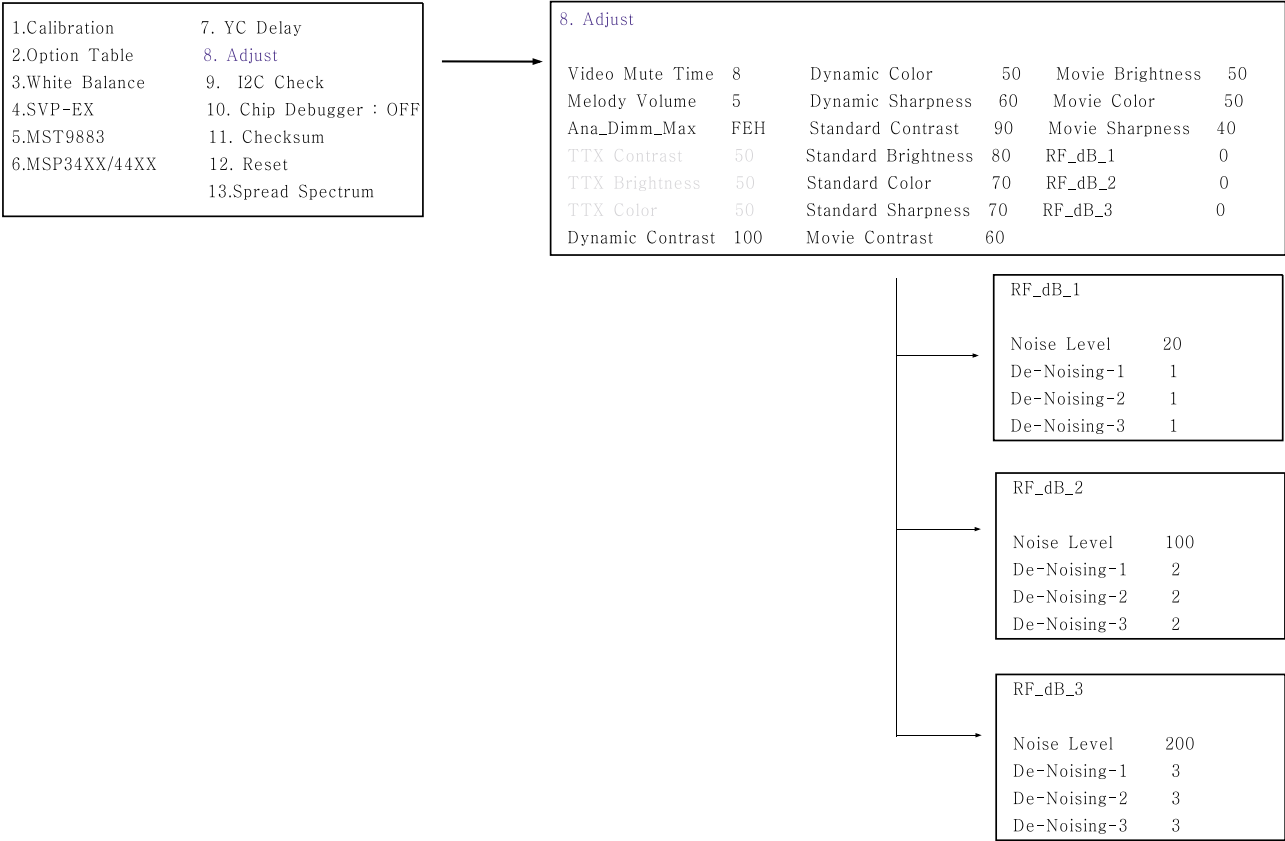 1.Calibration 7. YC Delay
2.Option Table 8. Adjust
3.White Balance 9. I2C Check
4.SVP-EX 10. Chip Debugger : OFF
5.MST9883 11. Checksum
6.MSP34XX/44XX 12. Reset
13.Spread Spectrum
8. Adjust
Video Mute Time 8 Dynamic Color 50 Movie Brightness 50
Melody Volume 5 Dynamic Sharpness 60 Movie Color 50
Ana_Dimm_Max FEH Standard Contrast 90 Movie Sharpness 40
TTX Contrast 50 Standard Brightness 80 RF_dB_1 0
TTX Brightness 50 Standard Color 70 RF_dB_2 0
TTX Color 50 Standard Sharpness 70 RF_dB_3 0
Dynamic Contrast 100 Movie Contrast 60
RF_dB_1
Noise Level 20
De-Noising-1 1
De-Noising-2 1
De-Noising-3 1
RF_dB_2
Noise Level 100
De-Noising-1 2
De-Noising-2 2
De-Noising-3 2
RF_dB_3
Noise Level 200
De-Noising-1 3
De-Noising-2 3
De-Noising-3 3